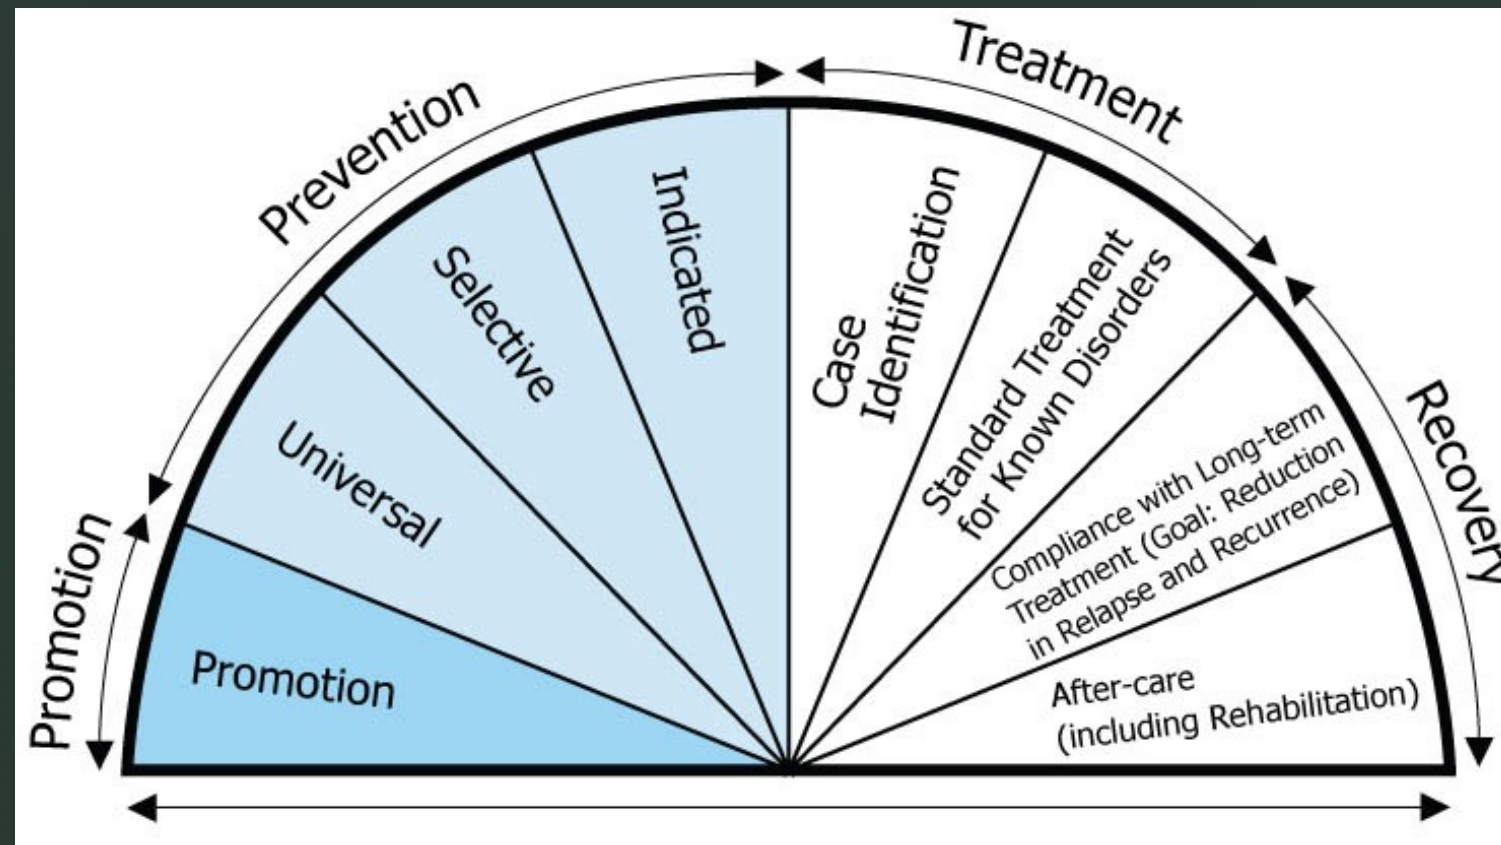 Promotion
Prevention
Treatment
Recovery
Promotion
Universal
Selective
Indicated
Case
Identification
Standard Treatment
for Known Disorders
Compliance with Long-term
Treatment (Goal: Reduction
in Relapse and Recurrence)
After-care
(including Rehabilitation)